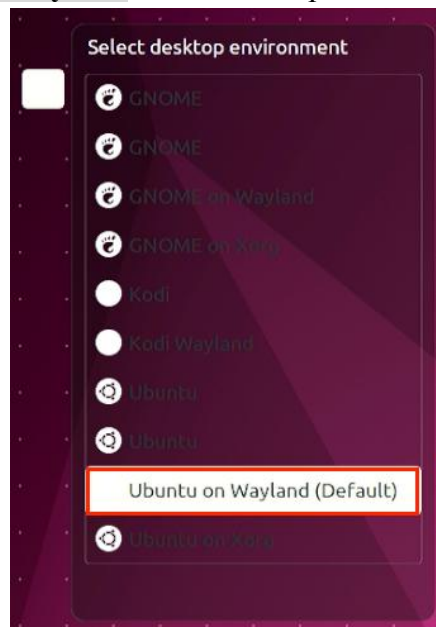 Select desktop environment
GNOME
GNOME
GNOME on Wayland
GNOME on Xorg
Kodi
Kodi Wayland
Ubuntu
Ubuntu
Ubuntu on Wayland (Default)
Ubuntu on Xorg